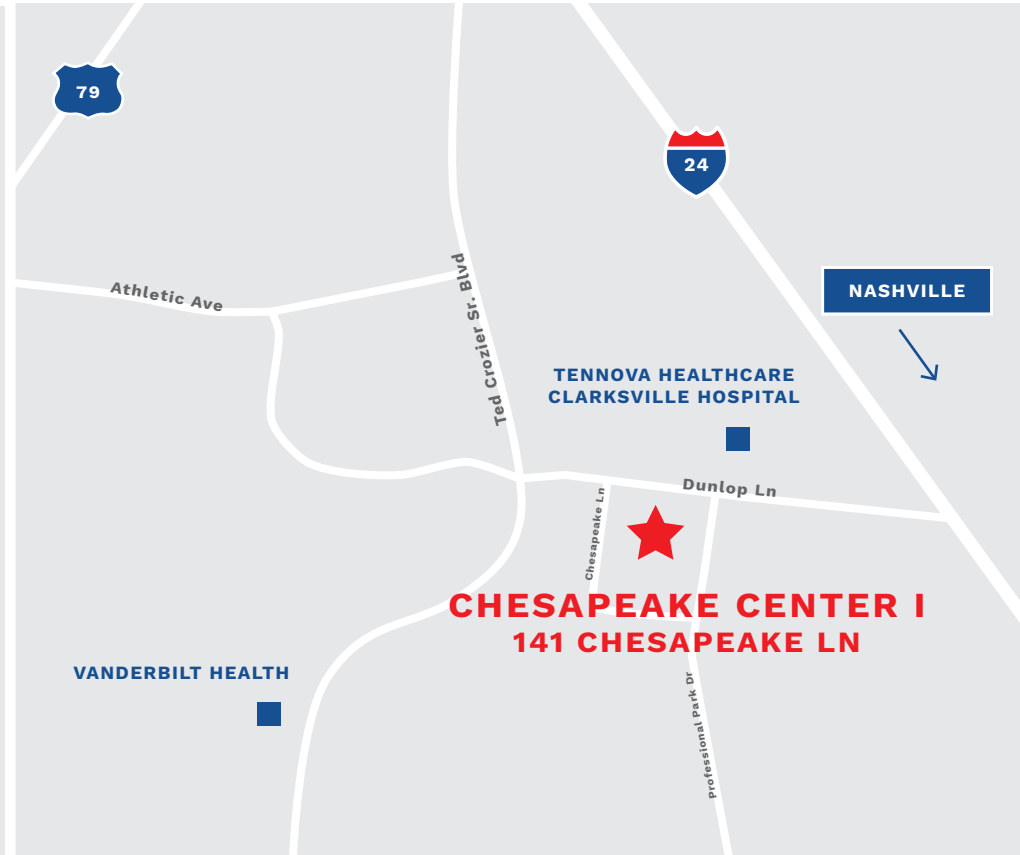 79
24
Athletic Ave
Ted Crozier Sr. Blvd
NASHVILLE
TENNOVA HEALTHCARE
CLARKSVILLE HOSPITAL
Dunlop Ln
Chesapeake Ln
CHESAPEAKE CENTER I
141 CHESAPEAKE LN
VANDERBILT HEALTH
Professional Park Dr